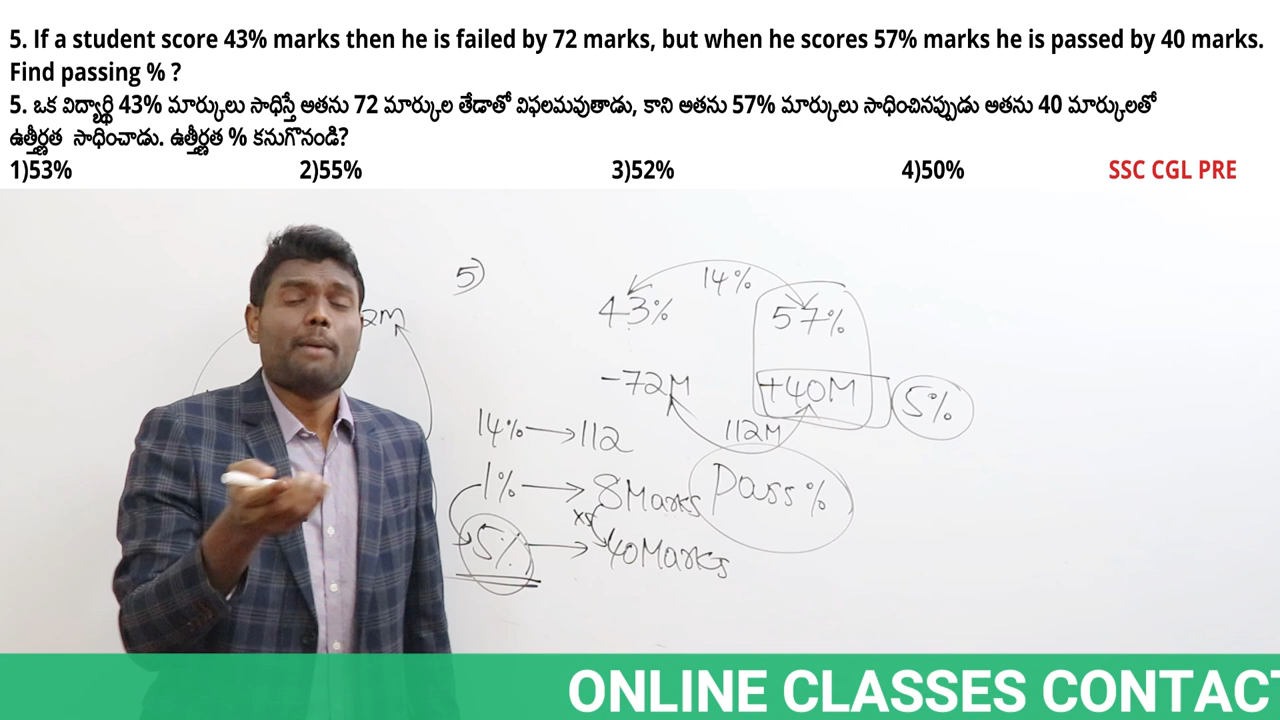 5. If a student score 43% marks then he is failed by 72 marks, but when he scores 57% marks he is passed by 40 marks.
Find passing % ?
5. ఒక విద్యార్థి 43% మార్కులు సాధిస్తే అతను 72 మార్కుల తేడాతో విఫలమవుతాడు, కాని అతను 57% మార్కులు సాధించినప్పుడు అతను 40 మార్కులతో
ఉత్తీర్ణత సాధించాడు. ఉత్తీర్ణత % కనుగొనండి?
1)53% 2)55% 3)52% 4)50% SSC CGL PRE
5) 14%
43% 57%
2M
-72M +40M 5%
14% → 112 112M
1% → 8 Marks Pass %
x5
5% → 40 Marks
ONLINE CLASSES CONTACT